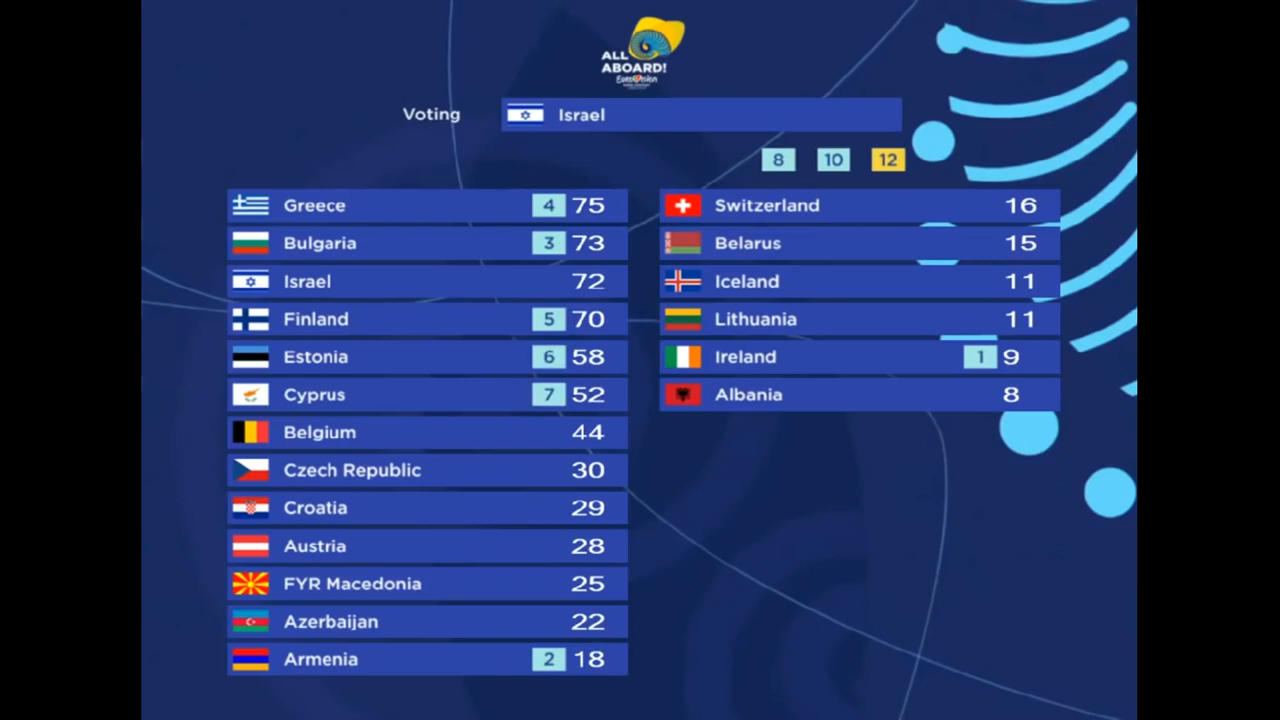 ALL
ABOARD!
EUROVISION
Voting Israel
8 10 12
Greece 4 75
Bulgaria 3 73
Israel 72
Finland 5 70
Estonia 6 58
Cyprus 7 52
Belgium 44
Czech Republic 30
Croatia 29
Austria 28
FYR Macedonia 25
Azerbaijan 22
Armenia 2 18
Switzerland 16
Belarus 15
Iceland 11
Lithuania 11
Ireland 1 9
Albania 8